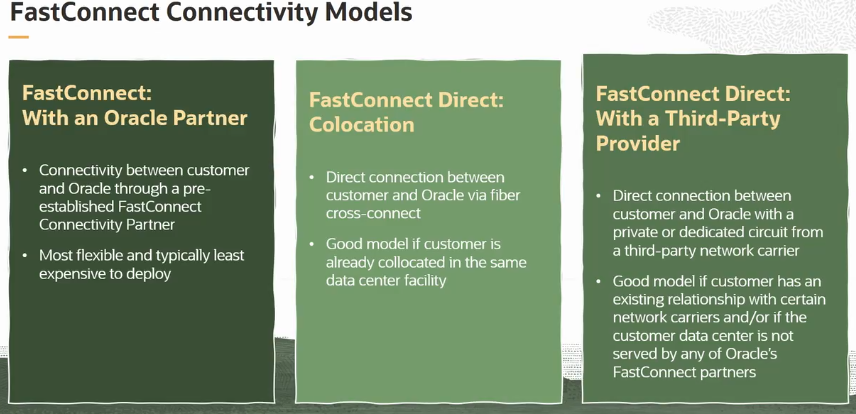 FastConnect Connectivity Models
FastConnect:
With an Oracle Partner
• Connectivity between customer
and Oracle through a pre-
established FastConnect
Connectivity Partner
• Most flexible and typically least
expensive to deploy
FastConnect Direct:
Colocation
• Direct connection between
customer and Oracle via fiber
cross-connect
• Good model if customer is
already collocated in the same
data center facility
FastConnect Direct:
With a Third-Party
Provider
• Direct connection between
customer and Oracle with a
private or dedicated circuit from
a third-party network carrier
• Good model if customer has an
existing relationship with certain
network carriers and/or if the
customer data center is not
served by any of Oracle's
FastConnect partners